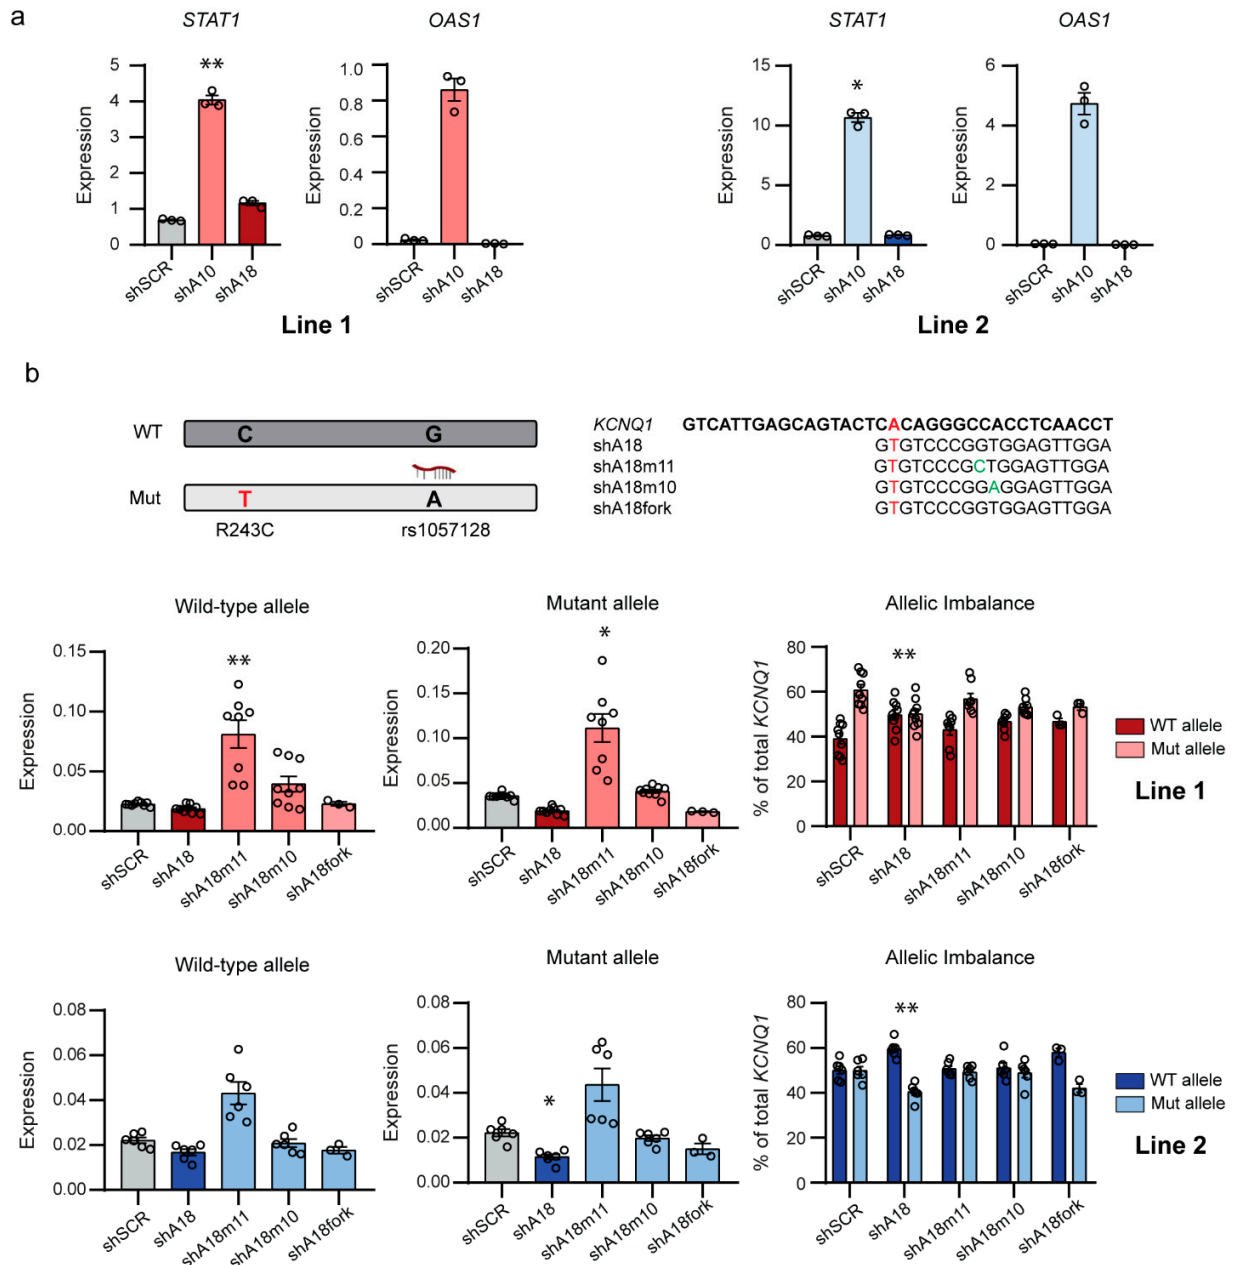 a
STAT1
OAS1
STAT1
OAS1
Expression
5
4
3
2
1
0
shSCR
shA10
shA18
Expression
1.0
0.8
0.6
0.4
0.2
0
shSCR
shA10
shA18
**
Line 1
Expression
15
10
5
0
shSCR
shA10
shA18
*
Expression
6
4
2
0
shSCR
shA10
shA18
Line 2
b
WT
C
G
Mut
T
A
R243C
rs1057128
KCNQ1 GTCATTGAGCAGTACTCACAGGGCCACCTCAACCT
shA18 GTGTCCCGGTGGAGTTGGA
shA18m11 GTGTCCCGCTGGAGTTGGA
shA18m10 GTGTCCCGGAGGAGTTGGA
shA18fork GTGTCCCGGTGGAGTTGGA
Wild-type allele
Expression
0.15
0.10
0.05
0.00
**
shSCR
shA18
shA18m11
shA18m10
shA18fork
Mutant allele
Expression
0.20
0.15
0.10
0.05
0.00
*
shSCR
shA18
shA18m11
shA18m10
shA18fork
Allelic Imbalance
% of total KCNQ1
80
60
40
20
0
**
shSCR
shA18
shA18m11
shA18m10
shA18fork
WT allele
Mut allele
Line 1
Wild-type allele
Expression
0.08
0.06
0.04
0.02
0.00
shSCR
shA18
shA18m11
shA18m10
shA18fork
Mutant allele
Expression
0.08
0.06
0.04
0.02
0.00
*
shSCR
shA18
shA18m11
shA18m10
shA18fork
Allelic Imbalance
% of total KCNQ1
80
60
40
20
0
**
shSCR
shA18
shA18m11
shA18m10
shA18fork
WT allele
Mut allele
Line 2